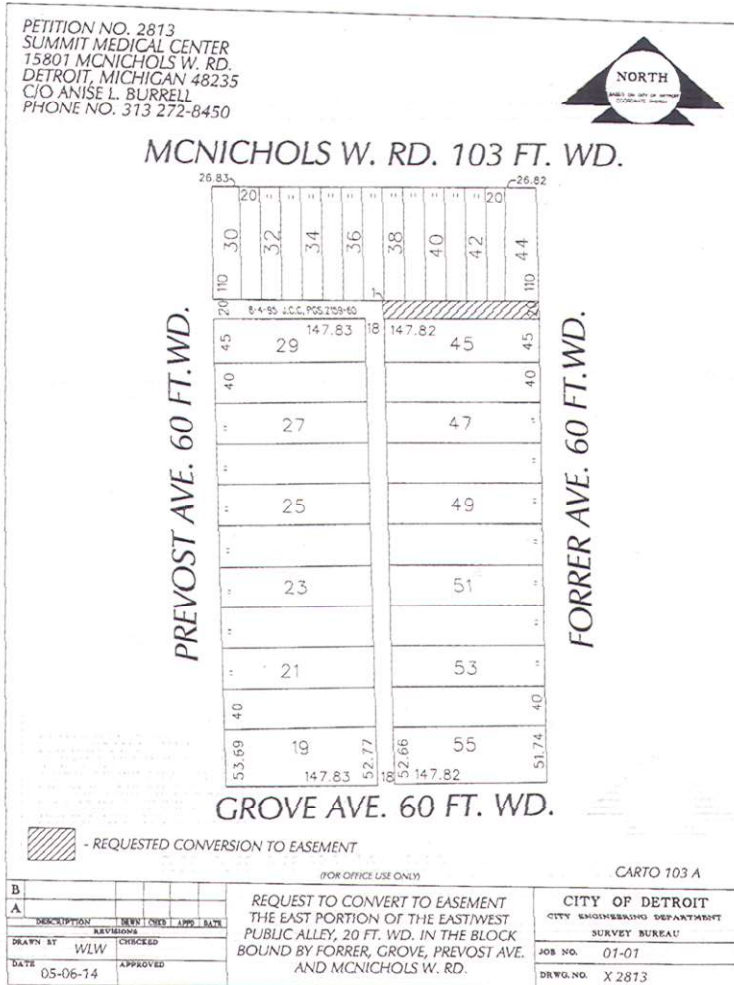 PETITION NO. 2813
SUMMIT MEDICAL CENTER
15801 MCNICHOLS W. RD.
DETROIT, MICHIGAN 48235
C/O ANISE L. BURRELL
PHONE NO. 313 272-8450
NORTH
MCNICHOLS W. RD. 103 FT. WD.
26.83 26.82
20 " " " " " " " " " " 20
30 32 34 36 38 40 42 44
110 1 110
20 8-4-95 J.C.C. PGS. 2159-60 20
45 147.83 18 147.82 45
29 45
40 40
" 27 47 "
" "
" 25 49 "
" "
" 23 51 "
" "
" 21 53 "
40 40
53.69 19 52.77 52.66 55 51.74
147.83 18 147.82
PREVOST AVE. 60 FT. WD.
FORRER AVE. 60 FT. WD.
GROVE AVE. 60 FT. WD.
- REQUESTED CONVERSION TO EASEMENT
(FOR OFFICE USE ONLY)
CARTO 103 A
B
A
DESCRIPTION DRWN CHKD APPD DATE
REVISIONS
DRAWN BY WLW CHECKED
DATE 05-06-14 APPROVED
REQUEST TO CONVERT TO EASEMENT
THE EAST PORTION OF THE EAST/WEST
PUBLIC ALLEY, 20 FT. WD. IN THE BLOCK
BOUND BY FORRER, GROVE, PREVOST AVE.
AND MCNICHOLS W. RD.
CITY OF DETROIT
CITY ENGINEERING DEPARTMENT
SURVEY BUREAU
JOB NO. 01-01
DRWG. NO. X 2813